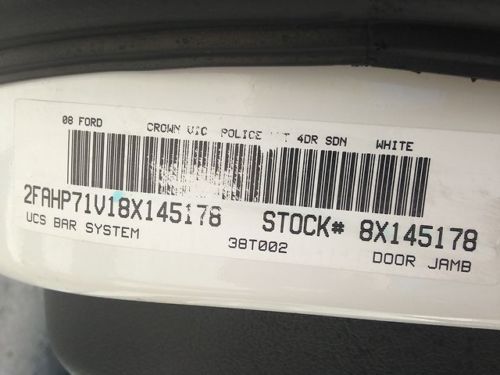 08 FORD CROWN VIC POLICE 4DR SDN WHITE
2FAHP71V18X145178 STOCK# 8X145178
UCS BAR SYSTEM 38T002 DOOR JAMB